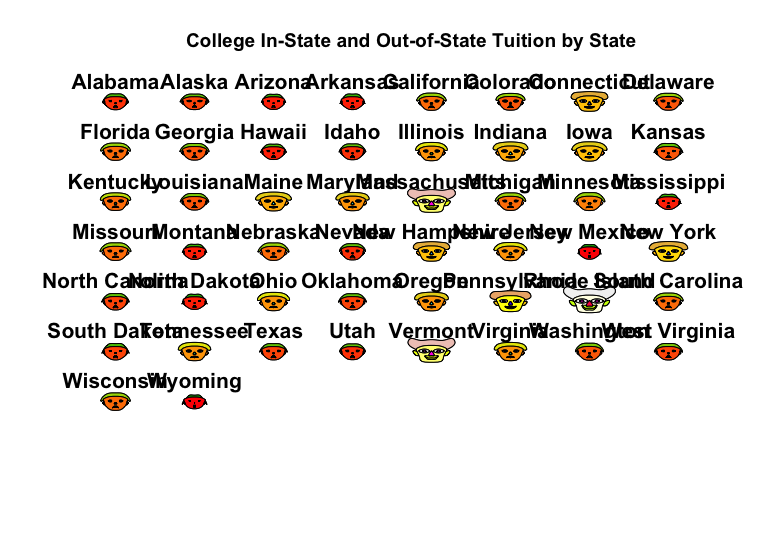 College In-State and Out-of-State Tuition by State
Alabama Alaska Arizona Arkansas California Colorado Connecticut Delaware
Florida Georgia Hawaii Idaho Illinois Indiana Iowa Kansas
Kentucky Louisiana Maine Maryland Massachusetts Michigan Minnesota Mississippi
Missouri Montana Nebraska Nevada New Hampshire New Jersey New Mexico New York
North Carolina North Dakota Ohio Oklahoma Oregon Pennsylvania Rhode Island South Carolina
South Dakota Tennessee Texas Utah Vermont Virginia Washington West Virginia
Wisconsin Wyoming